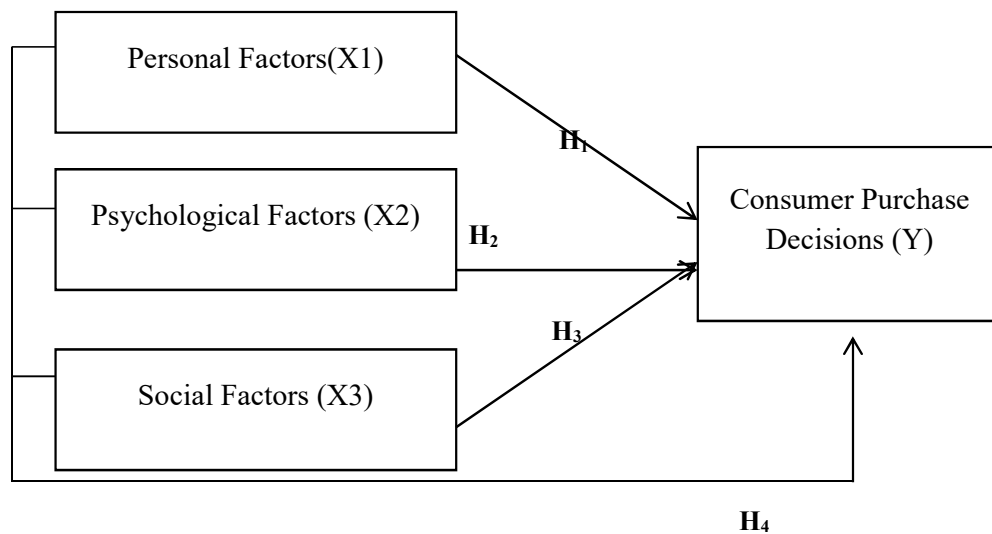 Personal Factors(X1)
H1
Psychological Factors (X2)
Consumer Purchase
Decisions (Y)
H2
H3
Social Factors (X3)
H4